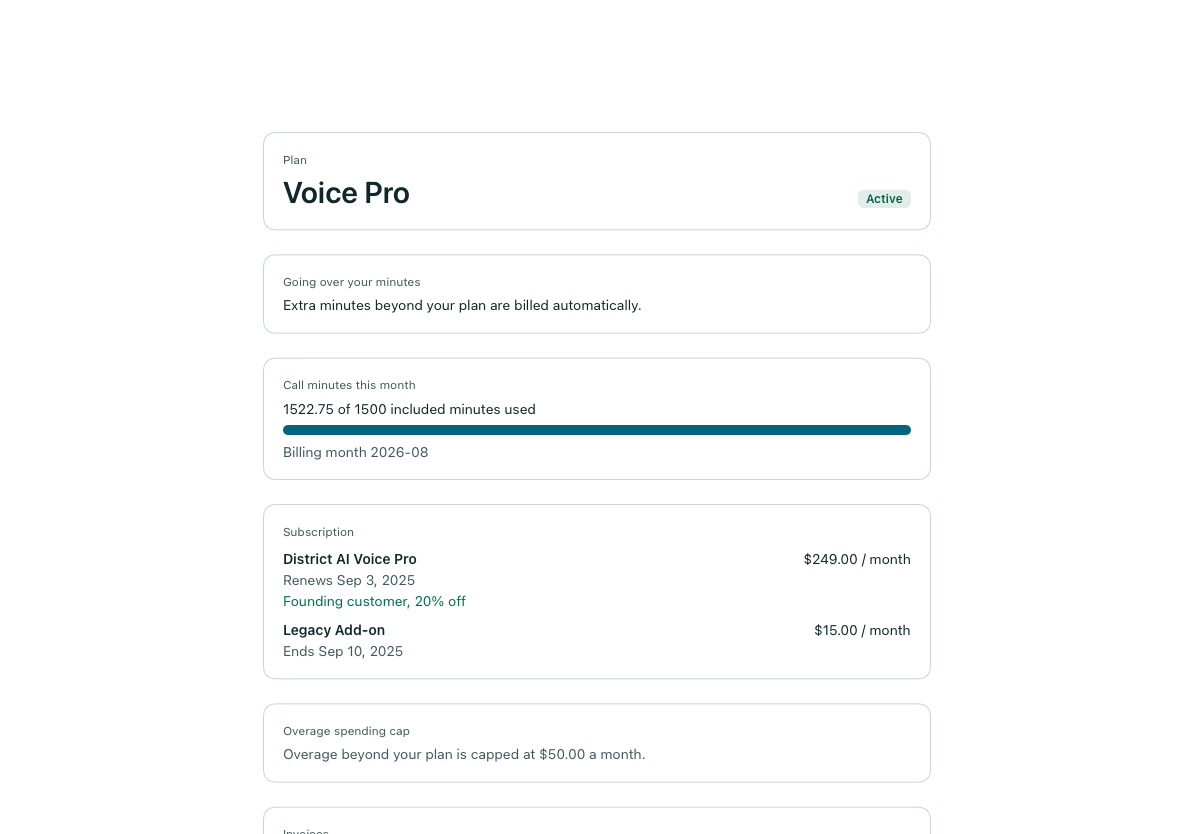 Plan
Voice Pro
Active
Going over your minutes
Extra minutes beyond your plan are billed automatically.
Call minutes this month
1522.75 of 1500 included minutes used
Billing month 2026-08
Subscription
District AI Voice Pro
$249.00 / month
Renews Sep 3, 2025
Founding customer, 20% off
Legacy Add-on
$15.00 / month
Ends Sep 10, 2025
Overage spending cap
Overage beyond your plan is capped at $50.00 a month.
Invoices